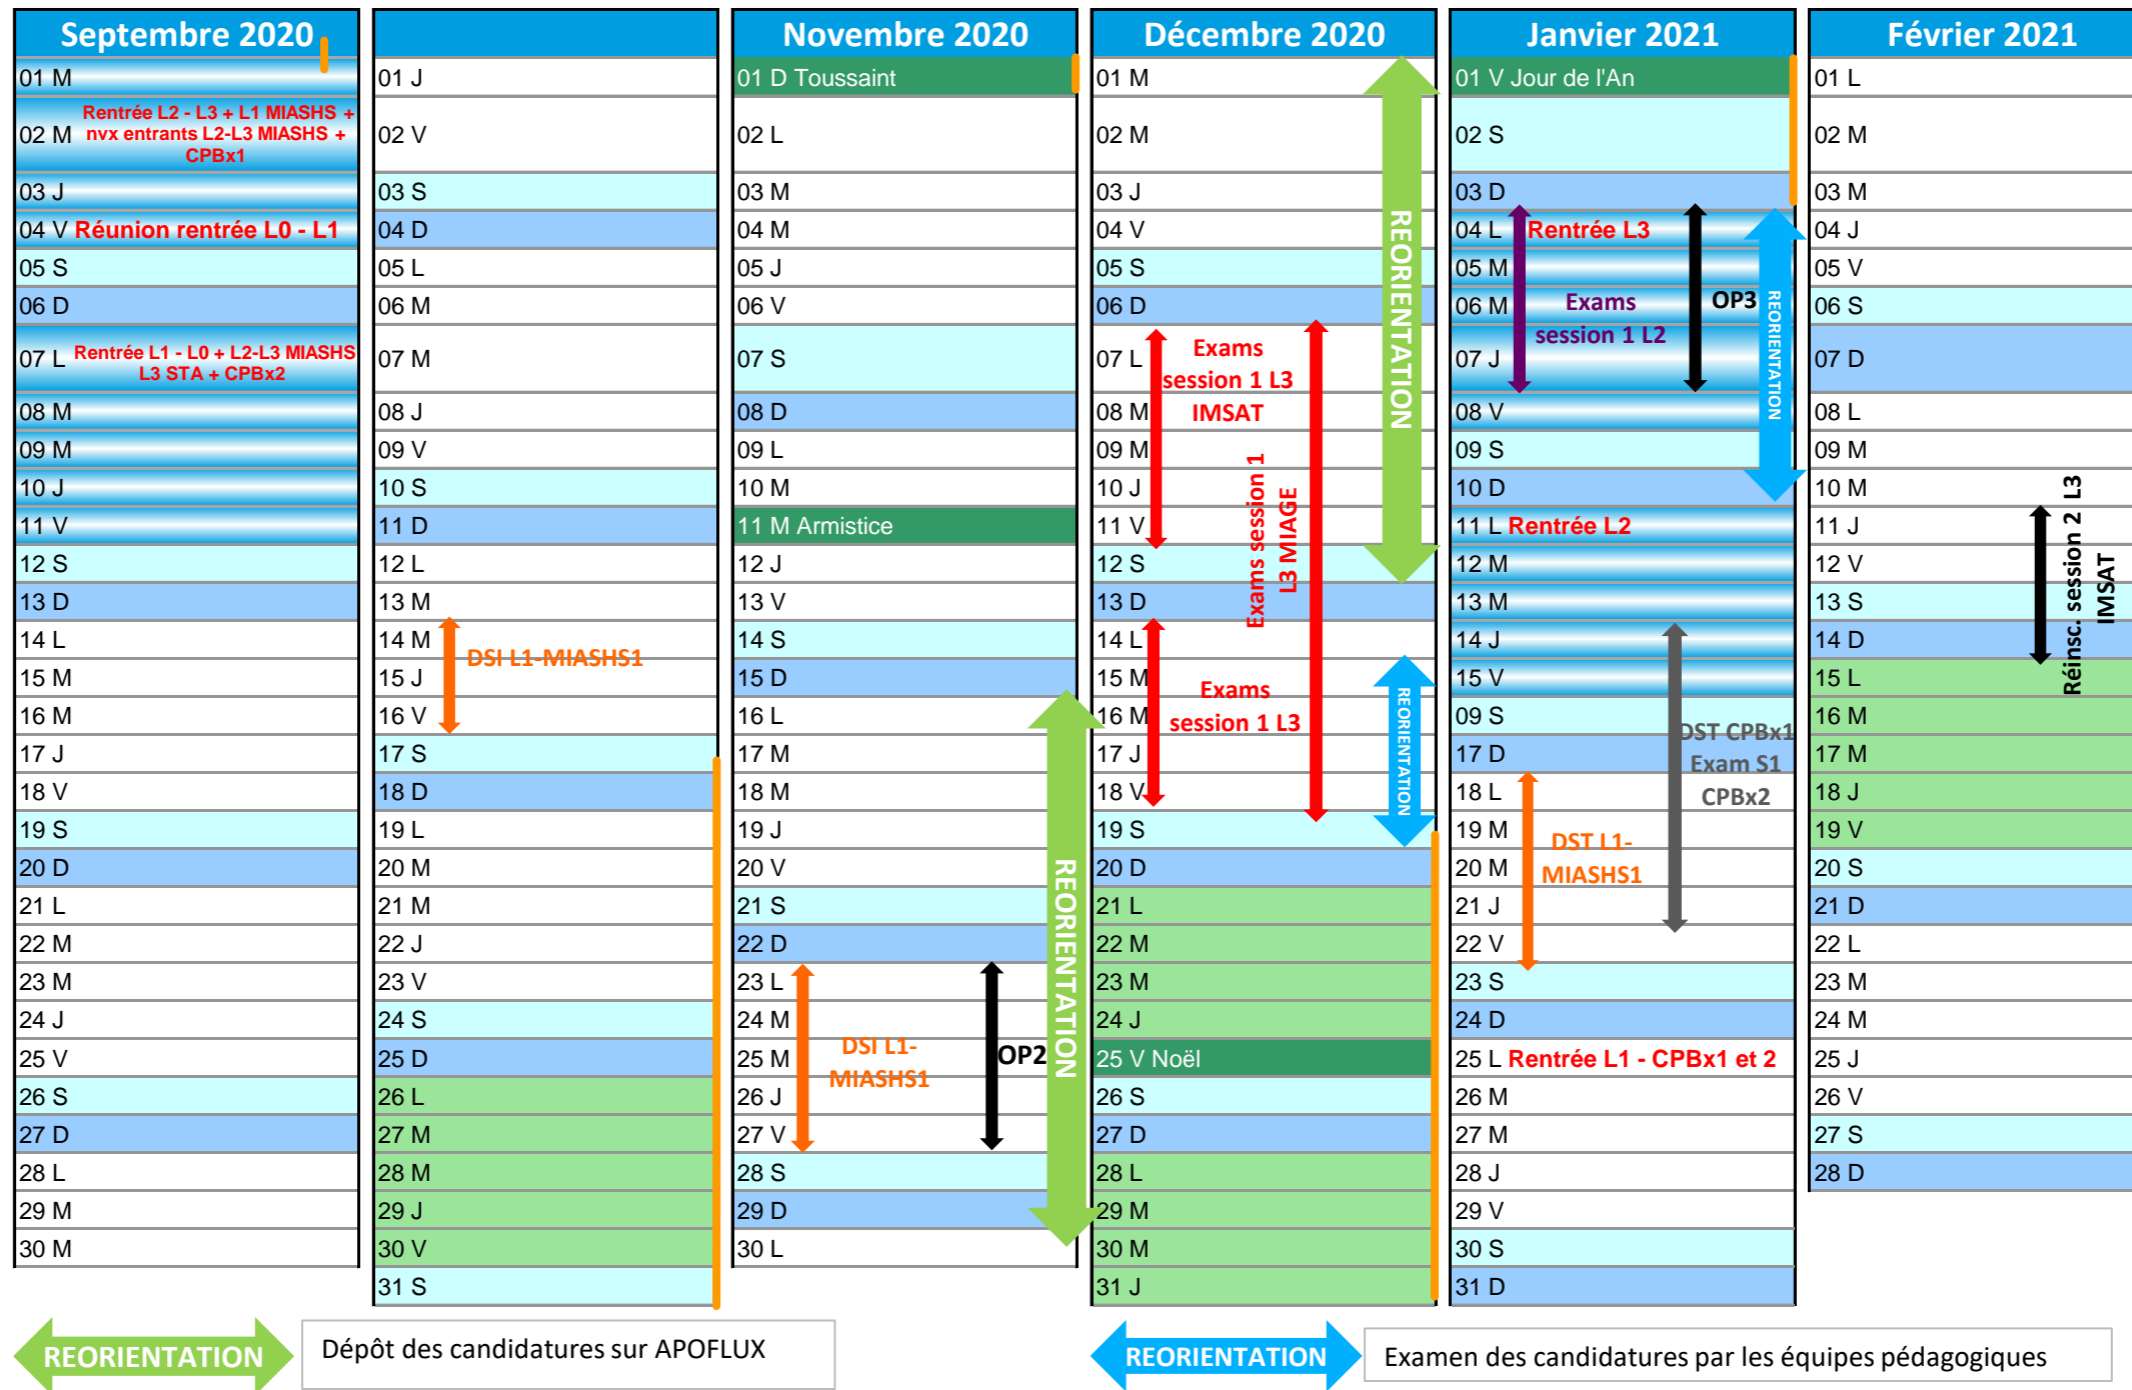 Septembre 2020
01 M
Rentrée L2 - L3 + L1 MIASHS +
02 M nvx entrants L2-L3 MIASHS +
CPBx1
03 J
04 V Réunion rentrée L0 - L1
05 S
06 D
07 L Rentrée L1 - L0 + L2-L3 MIASHS
L3 STA + CPBx2
08 M
09 M
10 J
11 V
12 S
13 D
14 L
15 M
16 M
17 J
18 V
19 S
20 D
21 L
22 M
23 M
24 J
25 V
26 S
27 D
28 L
29 M
30 M
01 J
02 V
03 S
04 D
05 L
06 M
07 M
08 J
09 V
10 S
11 D
12 L
13 M
14 M
DSI L1-MIASHS1
15 J
16 V
17 S
18 D
19 L
20 M
21 M
22 J
23 V
24 S
25 D
26 L
27 M
28 M
29 J
30 V
31 S
Novembre 2020
01 D Toussaint
02 L
03 M
04 M
05 J
06 V
07 S
08 D
09 L
10 M
11 M Armistice
12 J
13 V
14 S
15 D
16 L
17 M
18 M
19 J
20 V
21 S
22 D
23 L
24 M
25 M
26 J
27 V
28 S
29 D
30 L
DSI L1-
MIASHS1
OP2
REORIENTATION
Décembre 2020
01 M
02 M
03 J
04 V
05 S
06 D
07 L
08 M
09 M
10 J
11 V
12 S
13 D
14 L
15 M
16 M
17 J
18 V
19 S
20 D
21 L
22 M
23 M
24 J
25 V Noël
26 S
27 D
28 L
29 M
30 M
31 J
Exams
session 1 L3
IMSAT
Exams session 1
L3 MIAGE
Exams
session 1 L3
REORIENTATION
REORIENTATION
Janvier 2021
01 V Jour de l'An
02 S
03 D
04 L Rentrée L3
05 M
06 M
07 J
08 V
09 S
10 D
11 L Rentrée L2
12 M
13 M
14 J
15 V
09 S
17 D
18 L
19 M
20 M
21 J
22 V
23 S
24 D
25 L Rentrée L1 - CPBx1 et 2
26 M
27 M
28 J
29 V
30 S
31 D
Exams
session 1 L2
OP3
REORIENTATION
DST CPBx1
Exam S1
CPBx2
DST L1-
MIASHS1
Février 2021
01 L
02 M
03 M
04 J
05 V
06 S
07 D
08 L
09 M
10 M
11 J
12 V
13 S
14 D
15 L
16 M
17 M
18 J
19 V
20 S
21 D
22 L
23 M
24 M
25 J
26 V
27 S
28 D
Réinsc. session 2 L3
IMSAT
REORIENTATION
Dépôt des candidatures sur APOFLUX
REORIENTATION
Examen des candidatures par les équipes pédagogiques